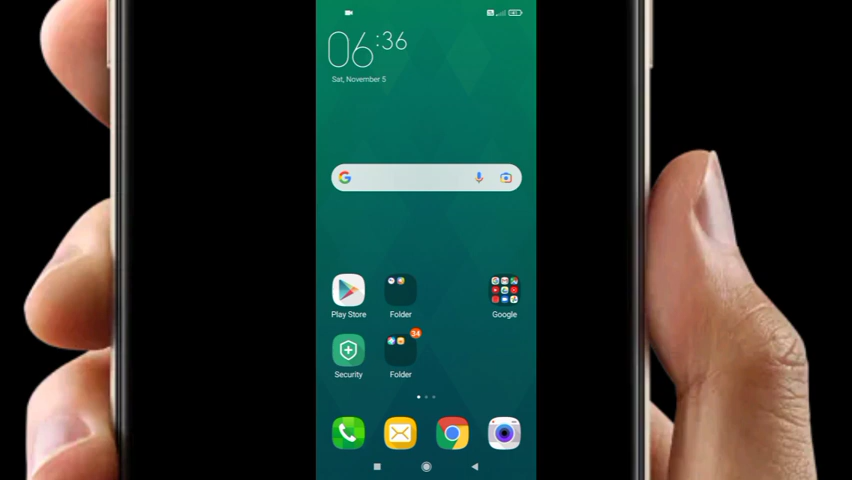 06:36
Sat, November 5
Play Store
Folder
Google
34
Security
Folder